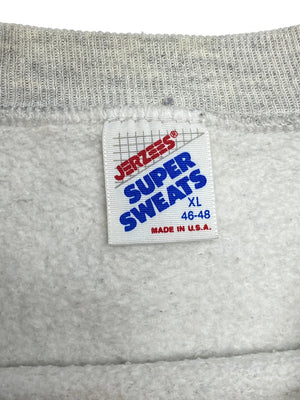 JERZEES®
SUPER
SWEATS
XL
46-48
MADE IN U.S.A.